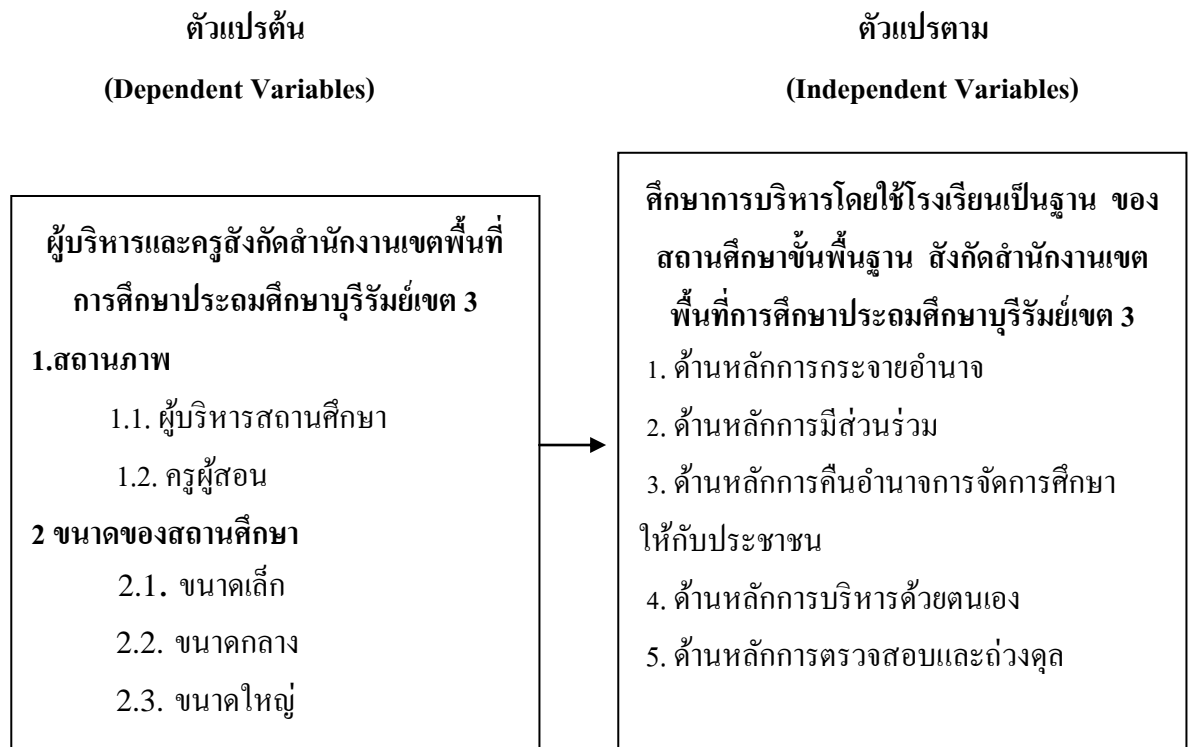 ตัวแปรต้น
(Dependent Variables)
ผู้บริหารและครูสังกัดสำนักงานเขตพื้นที่
การศึกษาประถมศึกษาบุรีรัมย์เขต 3
1.สถานภาพ
1.1. ผู้บริหารสถานศึกษา
1.2. ครูผู้สอน
2 ขนาดของสถานศึกษา
2.1. ขนาดเล็ก
2.2. ขนาดกลาง
2.3. ขนาดใหญ่
ตัวแปรตาม
(Independent Variables)
ศึกษาการบริหารโดยใช้โรงเรียนเป็นฐาน ของ
สถานศึกษาขั้นพื้นฐาน สังกัดสำนักงานเขต
พื้นที่การศึกษาประถมศึกษาบุรีรัมย์เขต 3
1. ด้านหลักการกระจายอำนาจ
2. ด้านหลักการมีส่วนร่วม
3. ด้านหลักการคืนอำนาจการจัดการศึกษา
ให้กับประชาชน
4. ด้านหลักการบริหารด้วยตนเอง
5. ด้านหลักการตรวจสอบและถ่วงดุล